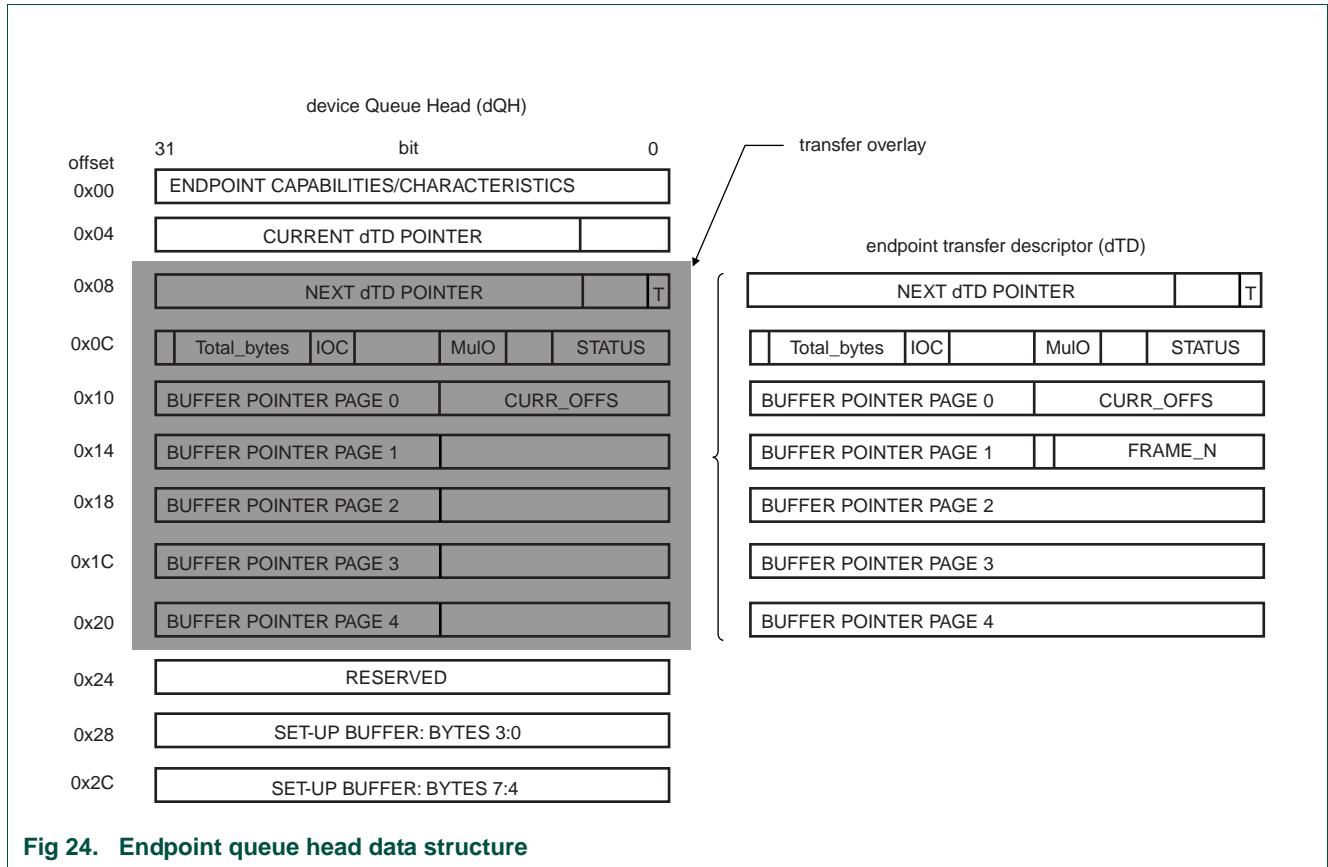 device Queue Head (dQH)
transfer overlay
offset 31 bit 0
0x00 ENDPOINT CAPABILITIES/CHARACTERISTICS
0x04 CURRENT dTD POINTER
endpoint transfer descriptor (dTD)
0x08 NEXT dTD POINTER T NEXT dTD POINTER T
0x0C Total_bytes IOC MulO STATUS Total_bytes IOC MulO STATUS
0x10 BUFFER POINTER PAGE 0 CURR_OFFS BUFFER POINTER PAGE 0 CURR_OFFS
0x14 BUFFER POINTER PAGE 1 BUFFER POINTER PAGE 1 FRAME_N
0x18 BUFFER POINTER PAGE 2 BUFFER POINTER PAGE 2
0x1C BUFFER POINTER PAGE 3 BUFFER POINTER PAGE 3
0x20 BUFFER POINTER PAGE 4 BUFFER POINTER PAGE 4
0x24 RESERVED
0x28 SET-UP BUFFER: BYTES 3:0
0x2C SET-UP BUFFER: BYTES 7:4
Fig 24. Endpoint queue head data structure